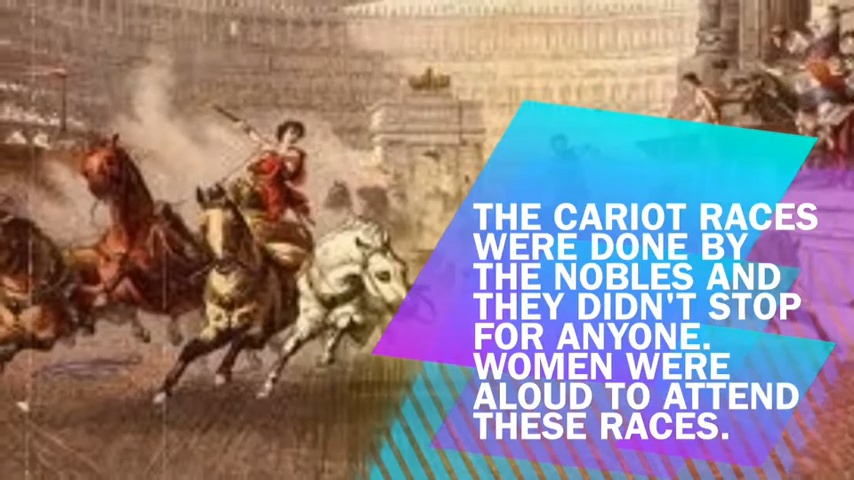 THE CARIOT RACES
WERE DONE BY
THE NOBLES AND
THEY DIDN'T STOP
FOR ANYONE.
WOMEN WERE
ALOUD TO ATTEND
THESE RACES.